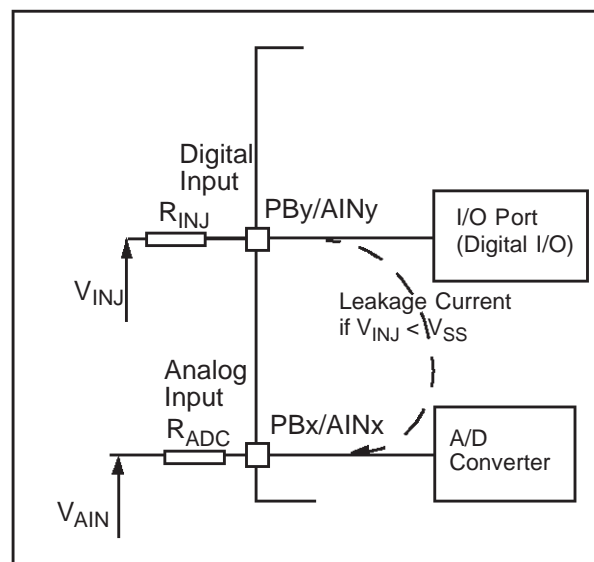 Digital
Input
R_INJ
PBy/AINy
I/O Port
(Digital I/O)
V_INJ
Leakage Current
if V_INJ < V_SS
Analog
Input
R_ADC
PBx/AINx
A/D
Converter
V_AIN